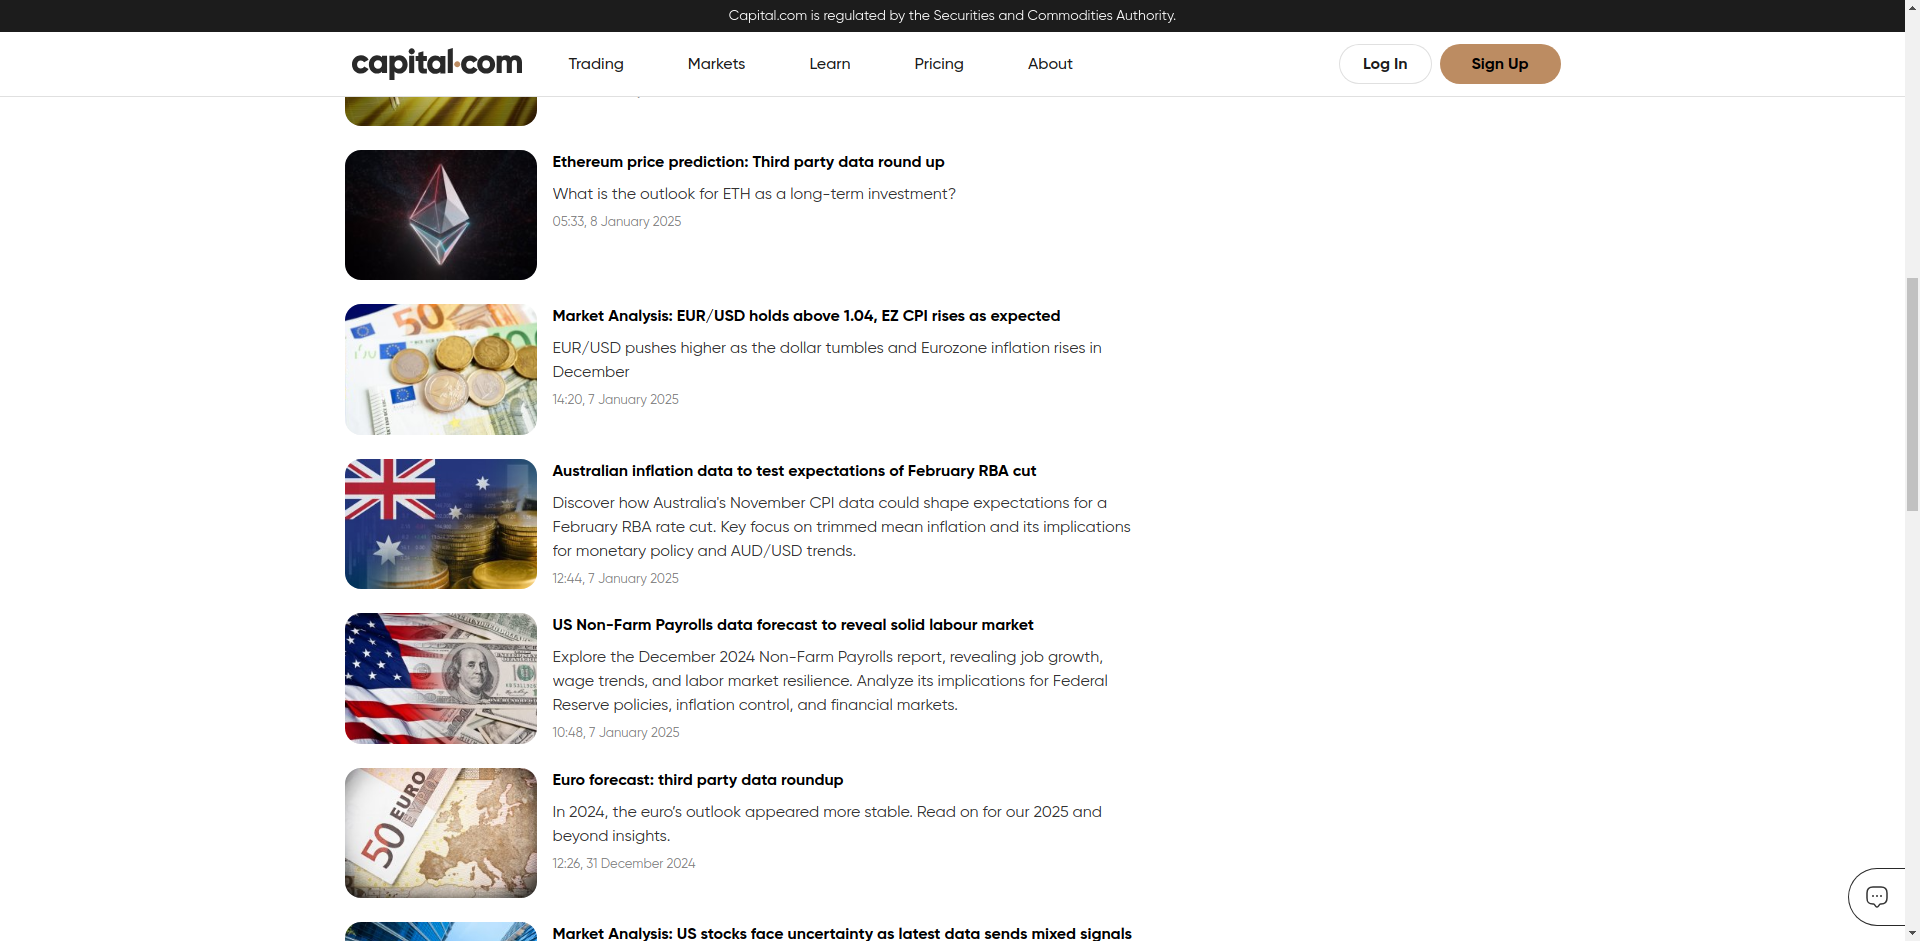 Capital.com is regulated by the Securities and Commodities Authority.
capital.com
Trading
Markets
Learn
Pricing
About
Log In
Sign Up
Ethereum price prediction: Third party data round up
What is the outlook for ETH as a long-term investment?
05:33, 8 January 2025
50
Market Analysis: EUR/USD holds above 1.04, EZ CPI rises as expected
EUR/USD pushes higher as the dollar tumbles and Eurozone inflation rises in
December
14:20, 7 January 2025
Australian inflation data to test expectations of February RBA cut
Discover how Australia's November CPI data could shape expectations for a
February RBA rate cut. Key focus on trimmed mean inflation and its implications
for monetary policy and AUD/USD trends.
12:44, 7 January 2025
US Non-Farm Payrolls data forecast to reveal solid labour market
Explore the December 2024 Non-Farm Payrolls report, revealing job growth,
wage trends, and labor market resilience. Analyze its implications for Federal
Reserve policies, inflation control, and financial markets.
10:48, 7 January 2025
50 EURO
Euro forecast: third party data roundup
In 2024, the euro’s outlook appeared more stable. Read on for our 2025 and
beyond insights.
12:26, 31 December 2024
Market Analysis: US stocks face uncertainty as latest data sends mixed signals